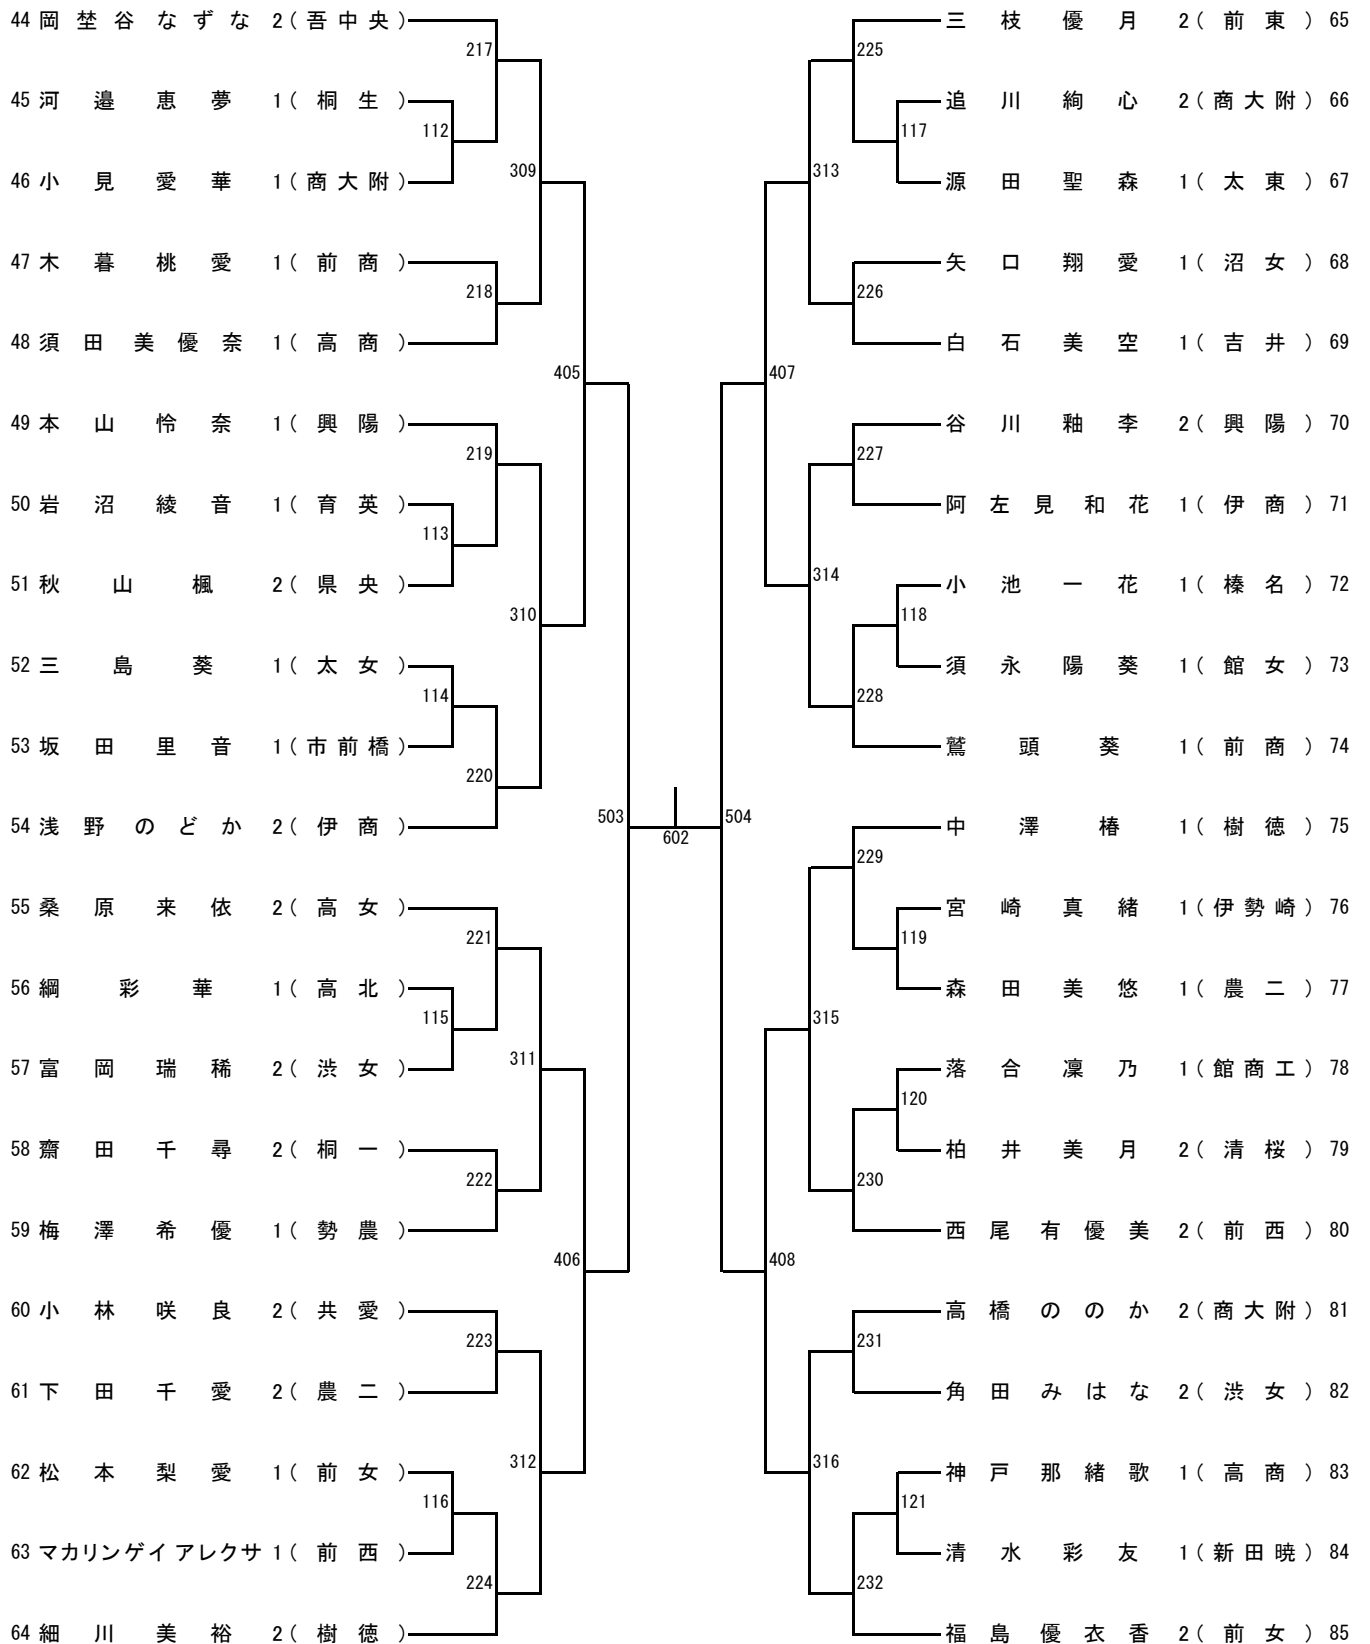 44 岡埜谷なずな 2(吾中央)
217
45 河邉恵夢 1(桐生)
112
46 小見愛華 1(商大附)
309
47 木暮桃愛 1(前商)
218
48 須田美優奈 1(高商)
405
49 本山怜奈 1(興陽)
219
50 岩沼綾音 1(育英)
113
51 秋山楓 2(県央)
310
52 三島葵 1(太女)
114
53 坂田里音 1(市前橋)
220
54 浅野のどか 2(伊商)
503
55 桑原来依 2(高女)
221
56 綱彩華 1(高北)
115
57 富岡瑞稀 2(渋女)
311
58 齋田千尋 2(桐一)
222
59 梅澤希優 1(勢農)
406
60 小林咲良 2(共愛)
223
61 下田千愛 2(農二)
312
62 松本梨愛 1(前女)
116
63 マカリンゲイ アレクサ 1(前西)
224
64 細川美裕 2(樹徳)
602
三枝優月 2(前東) 65
225
追川絢心 2(商大附) 66
117
源田聖森 1(太東) 67
313
矢口翔愛 1(沼女) 68
226
白石美空 1(吉井) 69
407
谷川釉李 2(興陽) 70
227
阿左見和花 1(伊商) 71
314
小池一花 1(榛名) 72
118
須永陽葵 1(館女) 73
228
鷲頭葵 1(前商) 74
504
中澤椿 1(樹徳) 75
229
宮崎真緒 1(伊勢崎) 76
119
森田美悠 1(農二) 77
315
落合凜乃 1(館商工) 78
120
柏井美月 2(清桜) 79
230
西尾有優美 2(前西) 80
408
高橋ののか 2(商大附) 81
231
角田みはな 2(渋女) 82
316
神戸那緒歌 1(高商) 83
121
清水彩友 1(新田暁) 84
232
福島優衣香 2(前女) 85